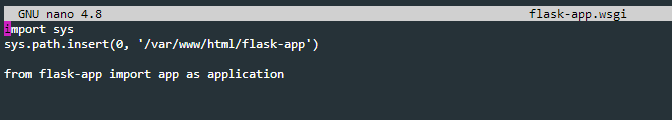 GNU nano 4.8 flask-app.wsgi
import sys
sys.path.insert(0, '/var/www/html/flask-app')
from flask-app import app as application